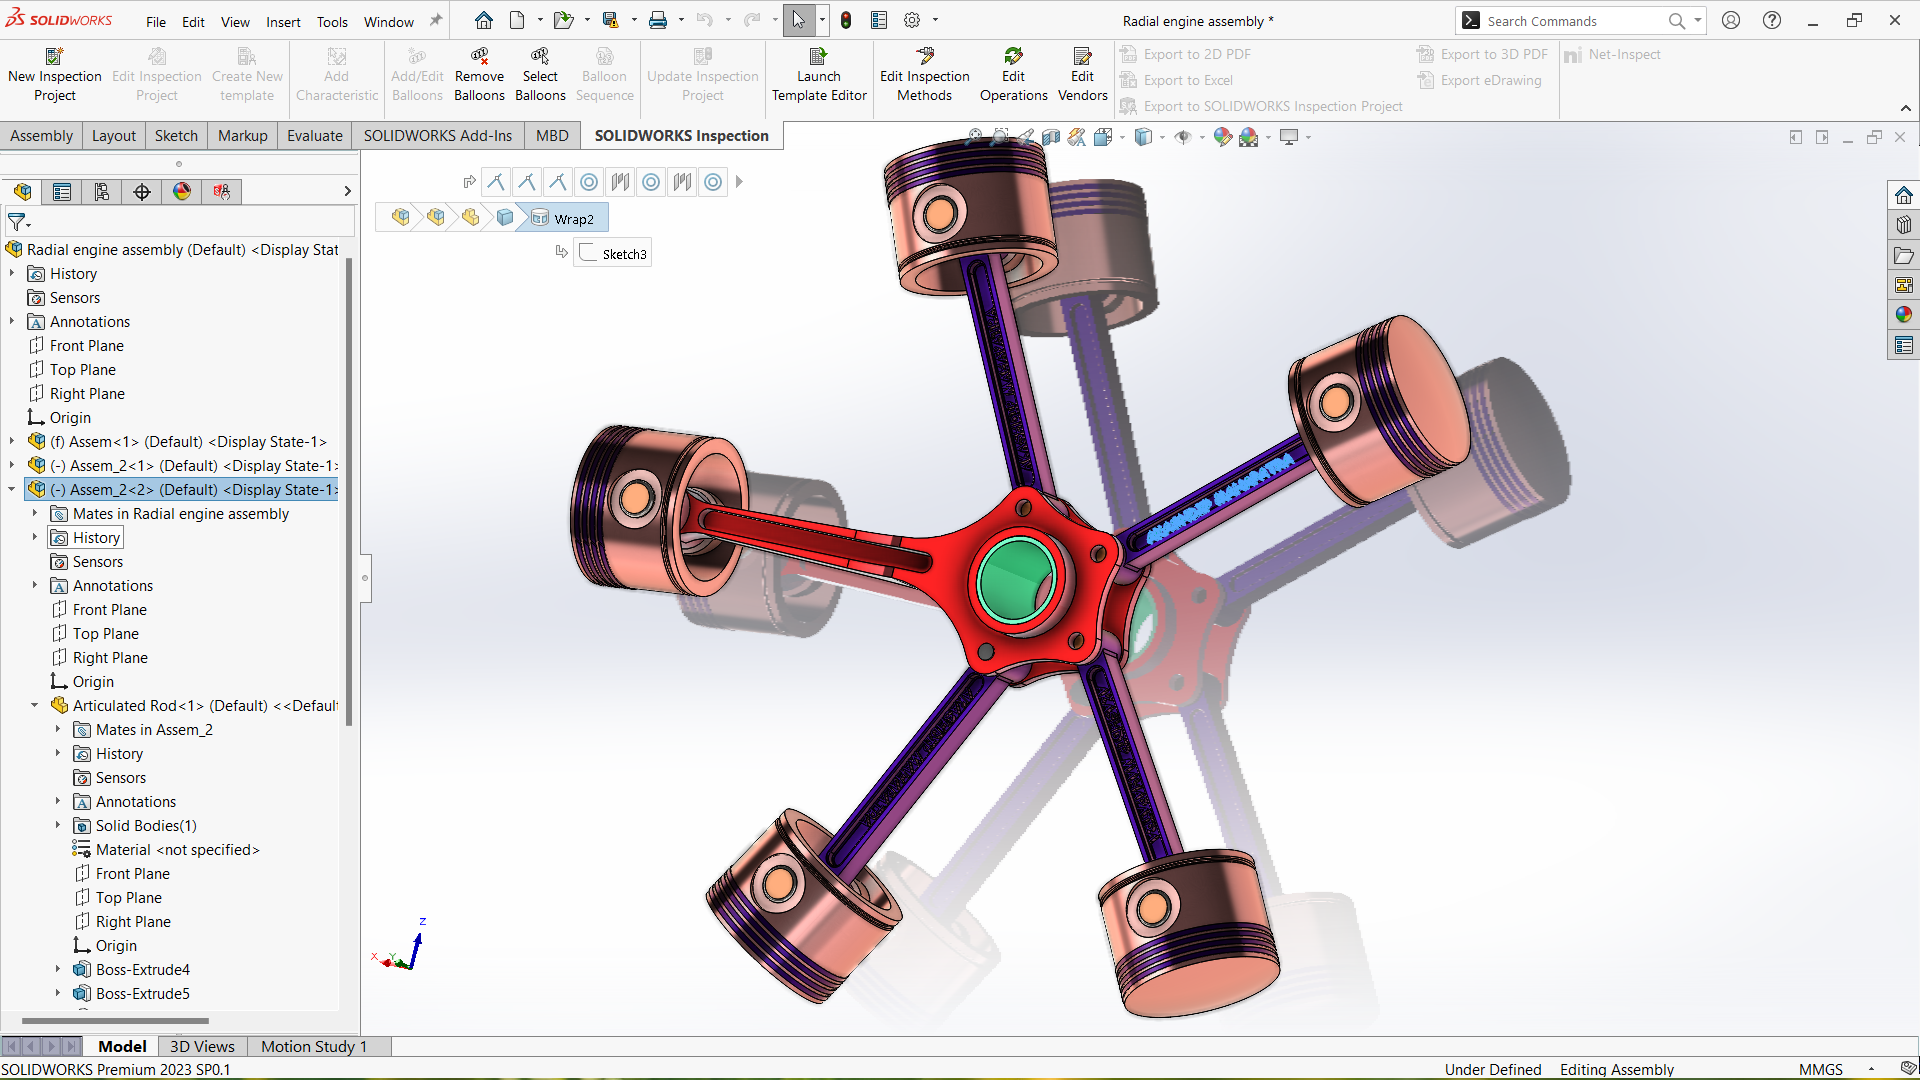 SOLIDWORKS
File Edit View Insert Tools Window
Radial engine assembly *
Search Commands
New Inspection Project
Edit Inspection Project
Create New template
Add Characteristic
Add/Edit Balloons
Remove Balloons
Select Balloons
Balloon Sequence
Update Inspection Project
Launch Template Editor
Edit Inspection Methods
Edit Operations
Edit Vendors
Export to 2D PDF
Export to Excel
Export to SOLIDWORKS Inspection Project
Export to 3D PDF
Export eDrawing
Net-Inspect
Assembly Layout Sketch Markup Evaluate SOLIDWORKS Add-Ins MBD SOLIDWORKS Inspection
Wrap2
Sketch3
Radial engine assembly (Default) <Display Stat
History
Sensors
Annotations
Front Plane
Top Plane
Right Plane
Origin
(f) Assem<1> (Default) <Display State-1>
(-) Assem_2<1> (Default) <Display State-1>
(-) Assem_2<2> (Default) <Display State-1>
Mates in Radial engine assembly
History
Sensors
Annotations
Front Plane
Top Plane
Right Plane
Origin
Articulated Rod<1> (Default) <<Defaul
Mates in Assem_2
History
Sensors
Annotations
Solid Bodies(1)
Material <not specified>
Front Plane
Top Plane
Right Plane
Origin
Boss-Extrude4
Boss-Extrude5
Z
X
Y
Model 3D Views Motion Study 1
SOLIDWORKS Premium 2023 SP0.1
Under Defined Editing Assembly MMGS